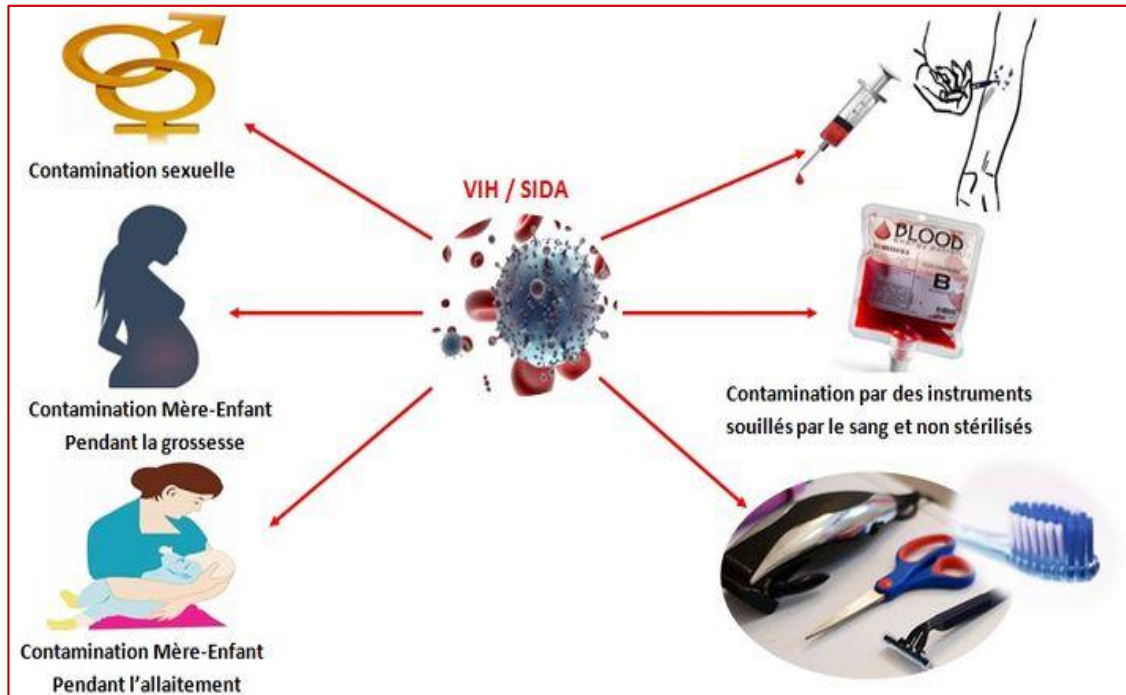 Contamination sexuelle
VIH / SIDA
Contamination Mère-Enfant
Pendant la grossesse
Contamination Mère-Enfant
Pendant l'allaitement
BLOOD
B
Contamination par des instruments
souillés par le sang et non stérilisés